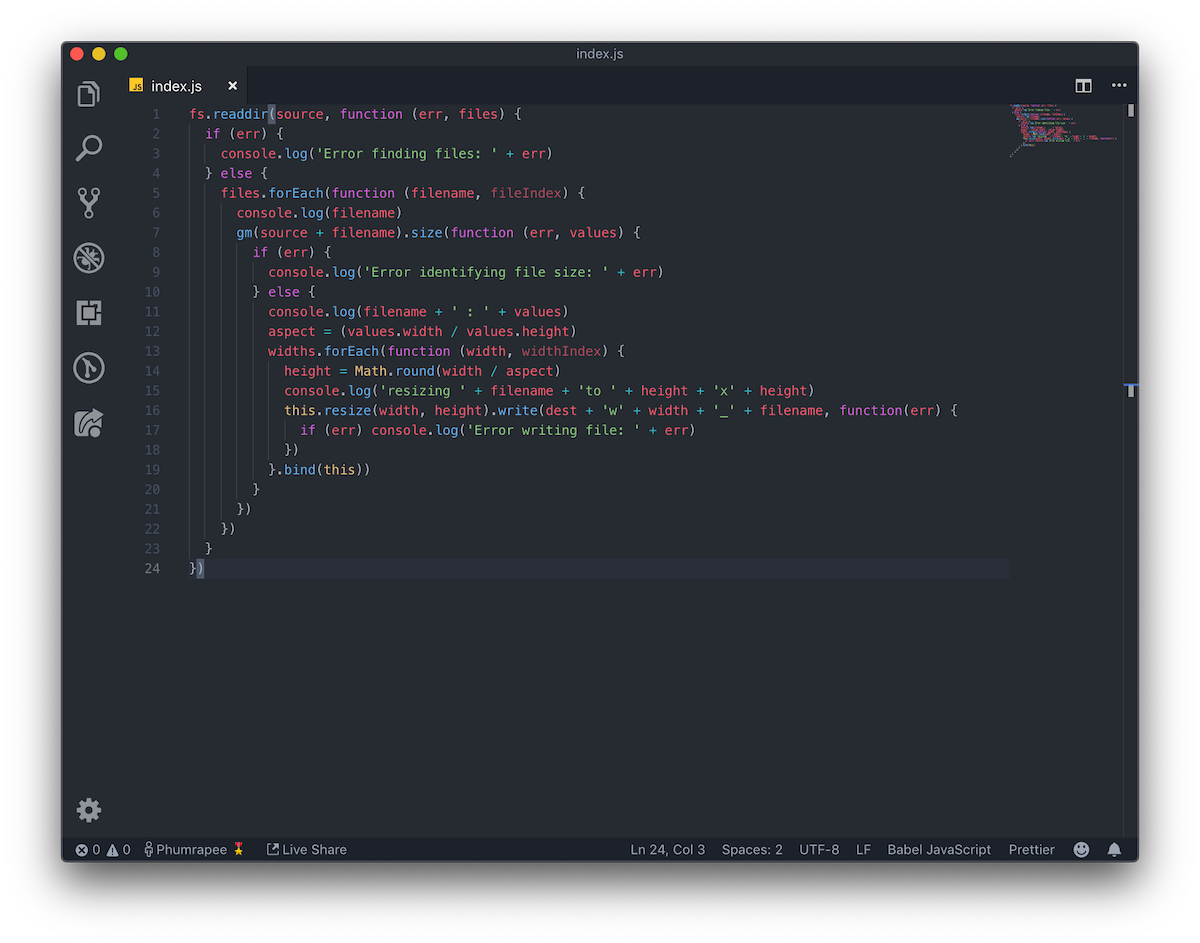 index.js
JS index.js ×
1 fs.readdir(source, function (err, files) {
2   if (err) {
3     console.log('Error finding files: ' + err)
4   } else {
5     files.forEach(function (filename, fileIndex) {
6       console.log(filename)
7       gm(source + filename).size(function (err, values) {
8         if (err) {
9           console.log('Error identifying file size: ' + err)
10         } else {
11           console.log(filename + ' : ' + values)
12           aspect = (values.width / values.height)
13           widths.forEach(function (width, widthIndex) {
14             height = Math.round(width / aspect)
15             console.log('resizing ' + filename + 'to ' + height + 'x' + height)
16             this.resize(width, height).write(dest + 'w' + width + '_' + filename, function(err) {
17               if (err) console.log('Error writing file: ' + err)
18             })
19           }.bind(this))
20         }
21       })
22     })
23   }
24 })
0 0 Phumrapee Live Share Ln 24, Col 3 Spaces: 2 UTF-8 LF Babel JavaScript Prettier